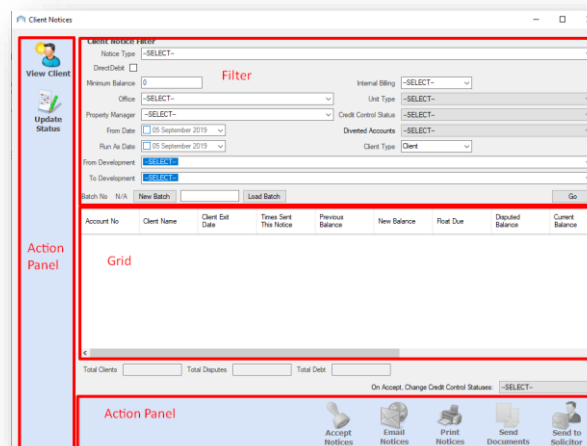 Client Notices
View Client
Update
Status
Action
Panel
Client Notice Filter
Notice Type --SELECT--
DirectDebit
Filter
Minimum Balance 0 Internal Billing --SELECT--
Office --SELECT-- Unit Type --SELECT--
Property Manager --SELECT-- Credit Control Status --SELECT--
From Date 05 September 2019 Diverted Accounts --SELECT--
Run As Date 05 September 2019 Client Type Client
From Development --SELECT--
To Development --SELECT--
Batch No N/A New Batch Load Batch Go
Account No Client Name Client Exit Date Times Sent This Notice Previous Balance New Balance Float Due Disputed Balance Current Balance
Grid
Total Clients Total Disputes Total Debt
On Accept, Change Credit Control Statuses: --SELECT--
Action Panel
Accept Notices Email Notices Print Notices Send Documents Send to Solicitor